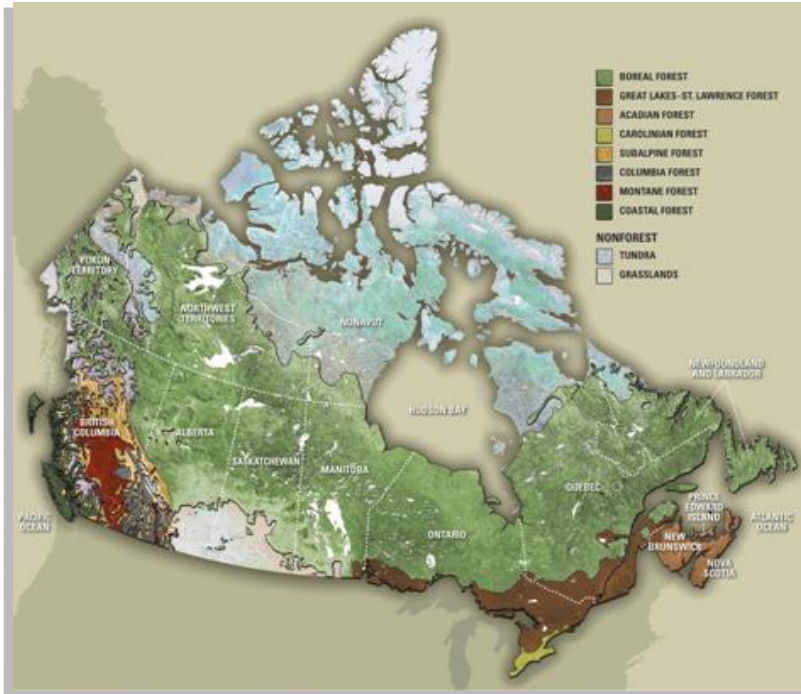 BOREAL FOREST
GREAT LAKES–ST. LAWRENCE FOREST
ACADIAN FOREST
CAROLINIAN FOREST
SUBALPINE FOREST
COLUMBIA FOREST
MONTANE FOREST
COASTAL FOREST
NONFOREST
TUNDRA
GRASSLANDS
YUKON
TERRITORY
NORTHWEST
TERRITORIES
NUNAVUT
NEWFOUNDLAND
AND LABRADOR
HUDSON BAY
BRITISH
COLUMBIA
ALBERTA
SASKATCHEWAN
MANITOBA
ONTARIO
QUEBEC
PRINCE
EDWARD
ISLAND
PACIFIC
OCEAN
ATLANTIC
OCEAN
NEW
BRUNSWICK
NOVA
SCOTIA